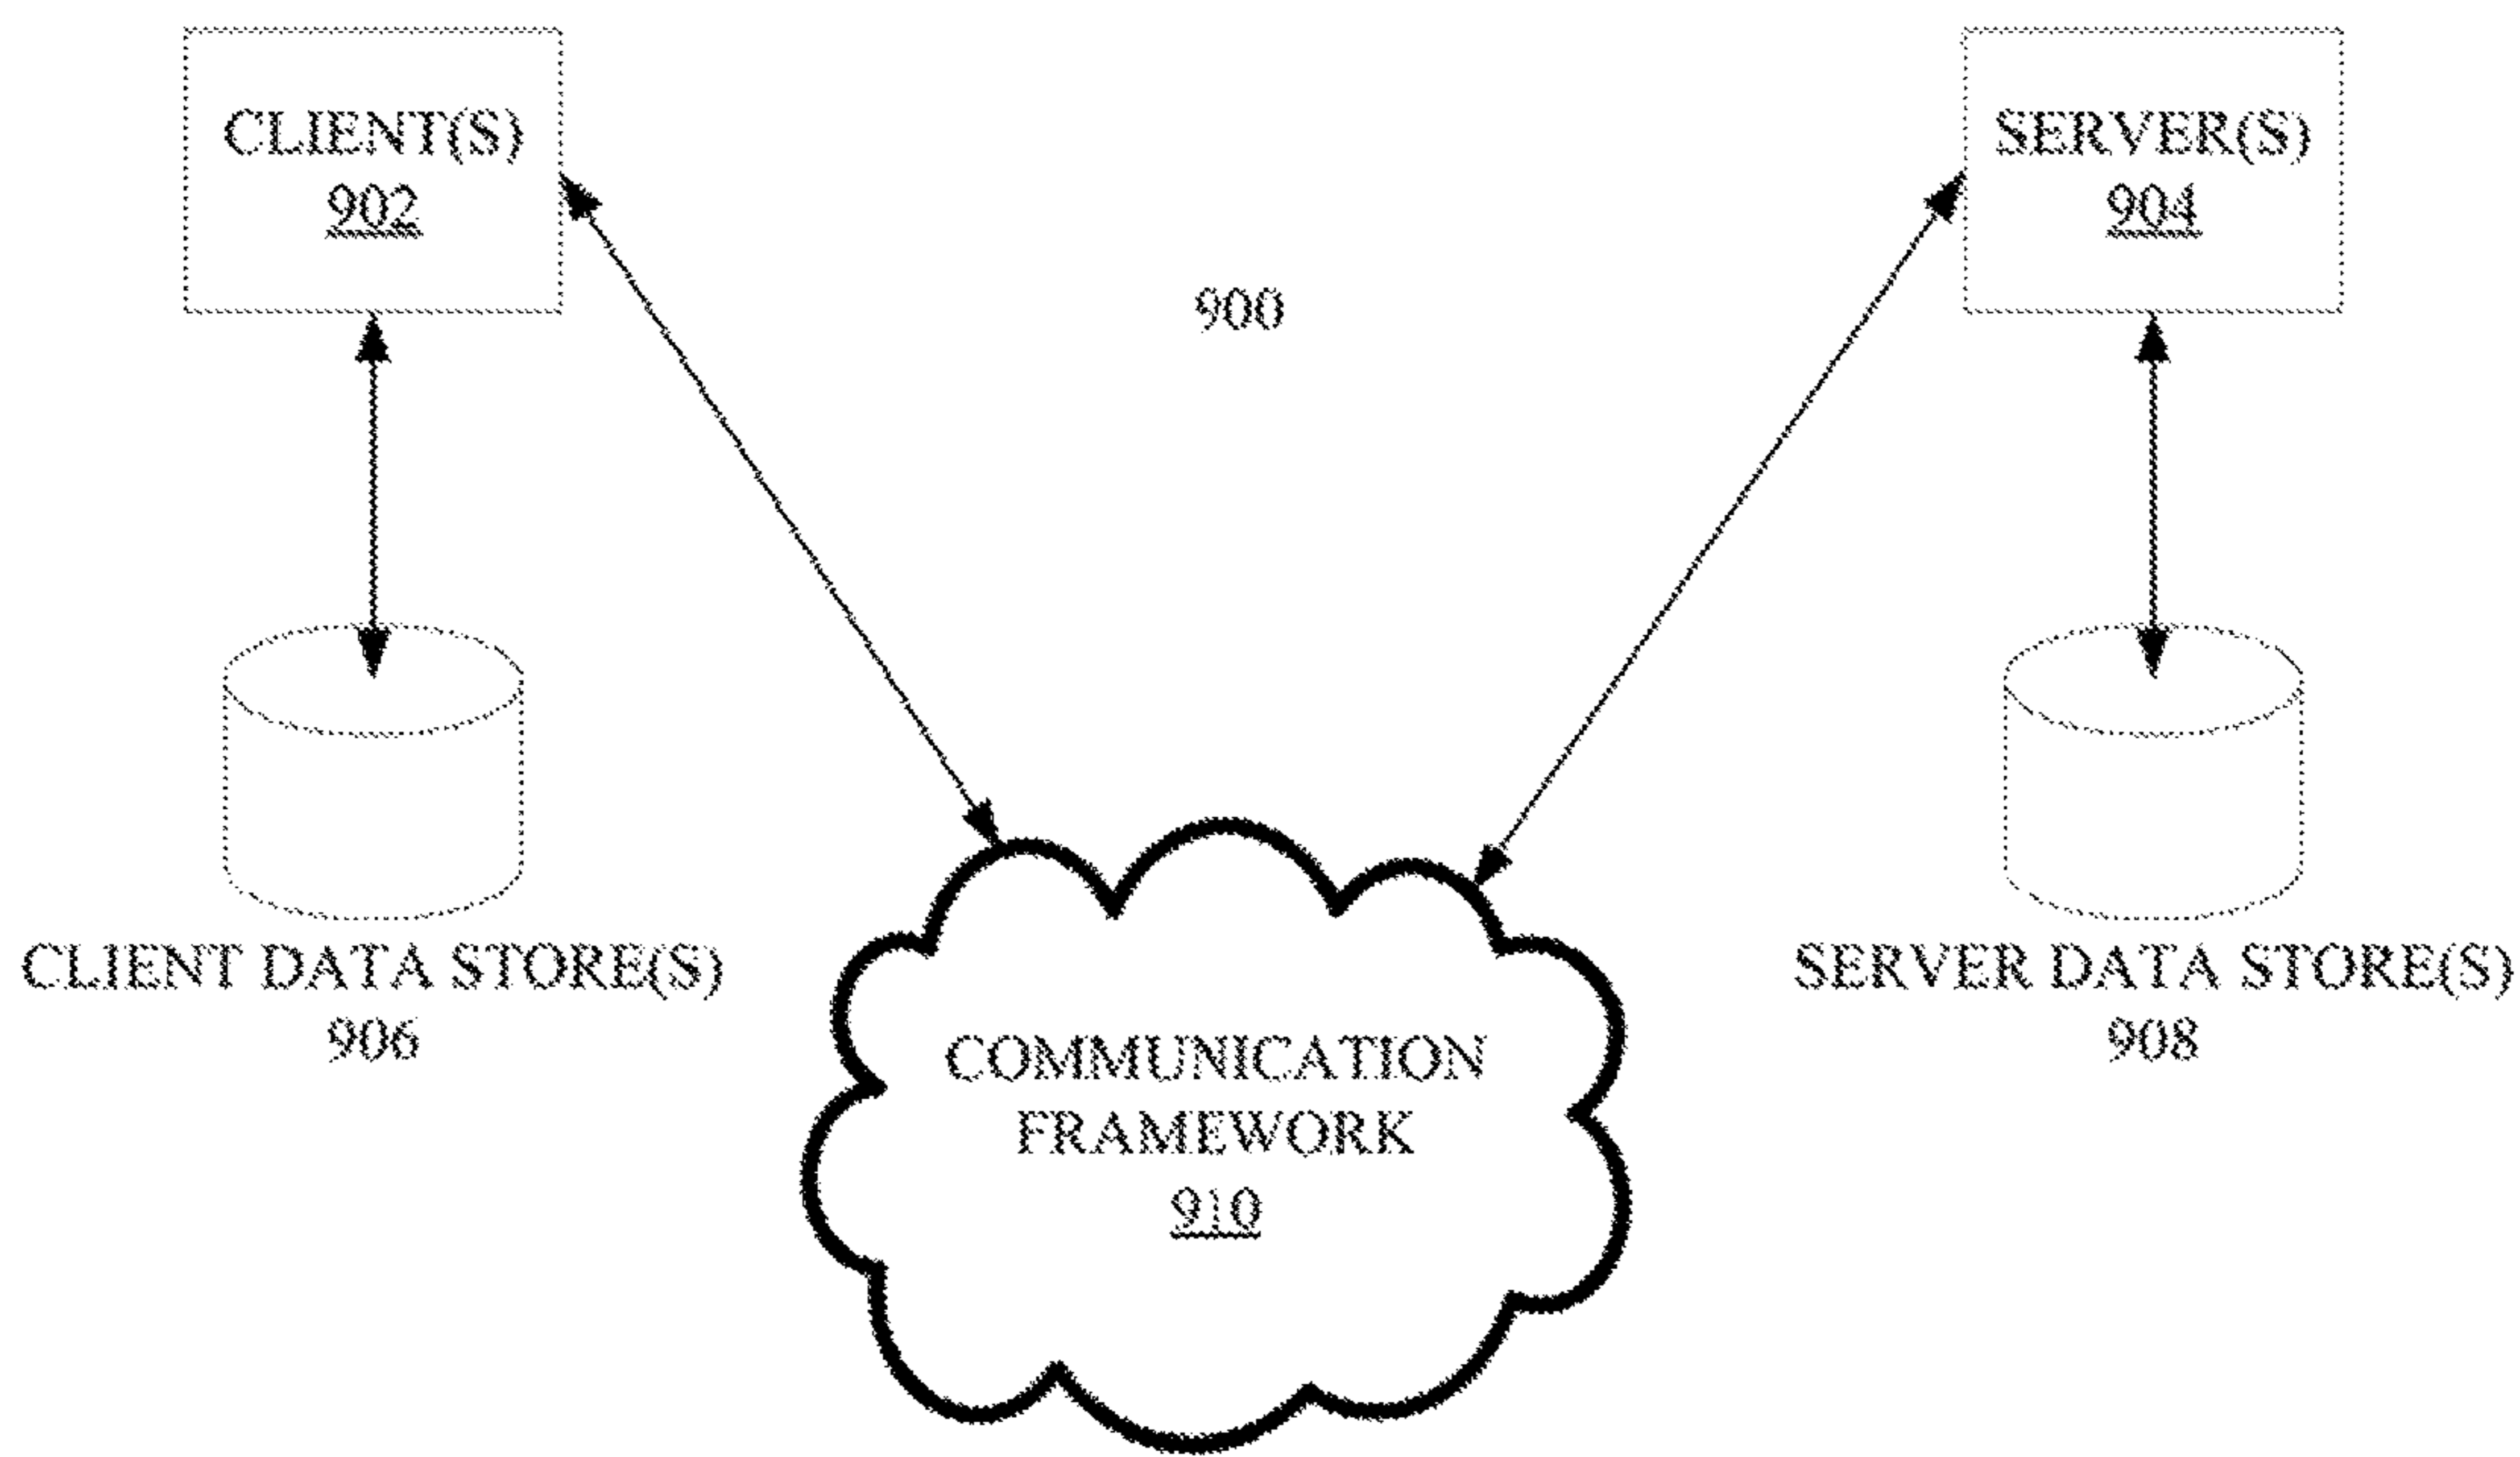 CLIENT(S)
902
SERVER(S)
904
900
CLIENT DATA STORE(S)
906
SERVER DATA STORE(S)
908
COMMUNICATION
FRAMEWORK
910